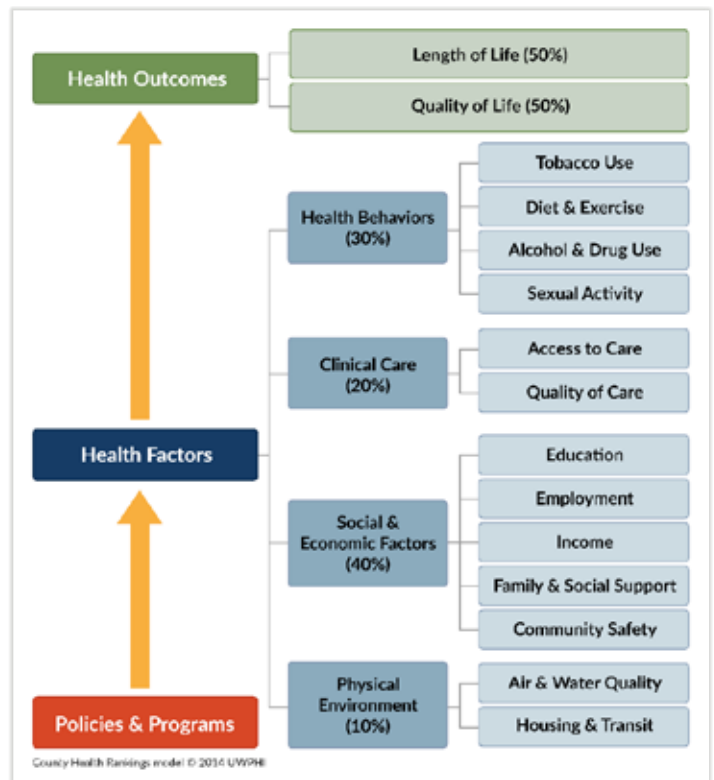 Health Outcomes
Length of Life (50%)
Quality of Life (50%)
Health Behaviors
(30%)
Tobacco Use
Diet & Exercise
Alcohol & Drug Use
Sexual Activity
Clinical Care
(20%)
Access to Care
Quality of Care
Health Factors
Social &
Economic Factors
(40%)
Education
Employment
Income
Family & Social Support
Community Safety
Physical
Environment
(10%)
Air & Water Quality
Housing & Transit
Policies & Programs
County Health Rankings model © 2014 UWPHI